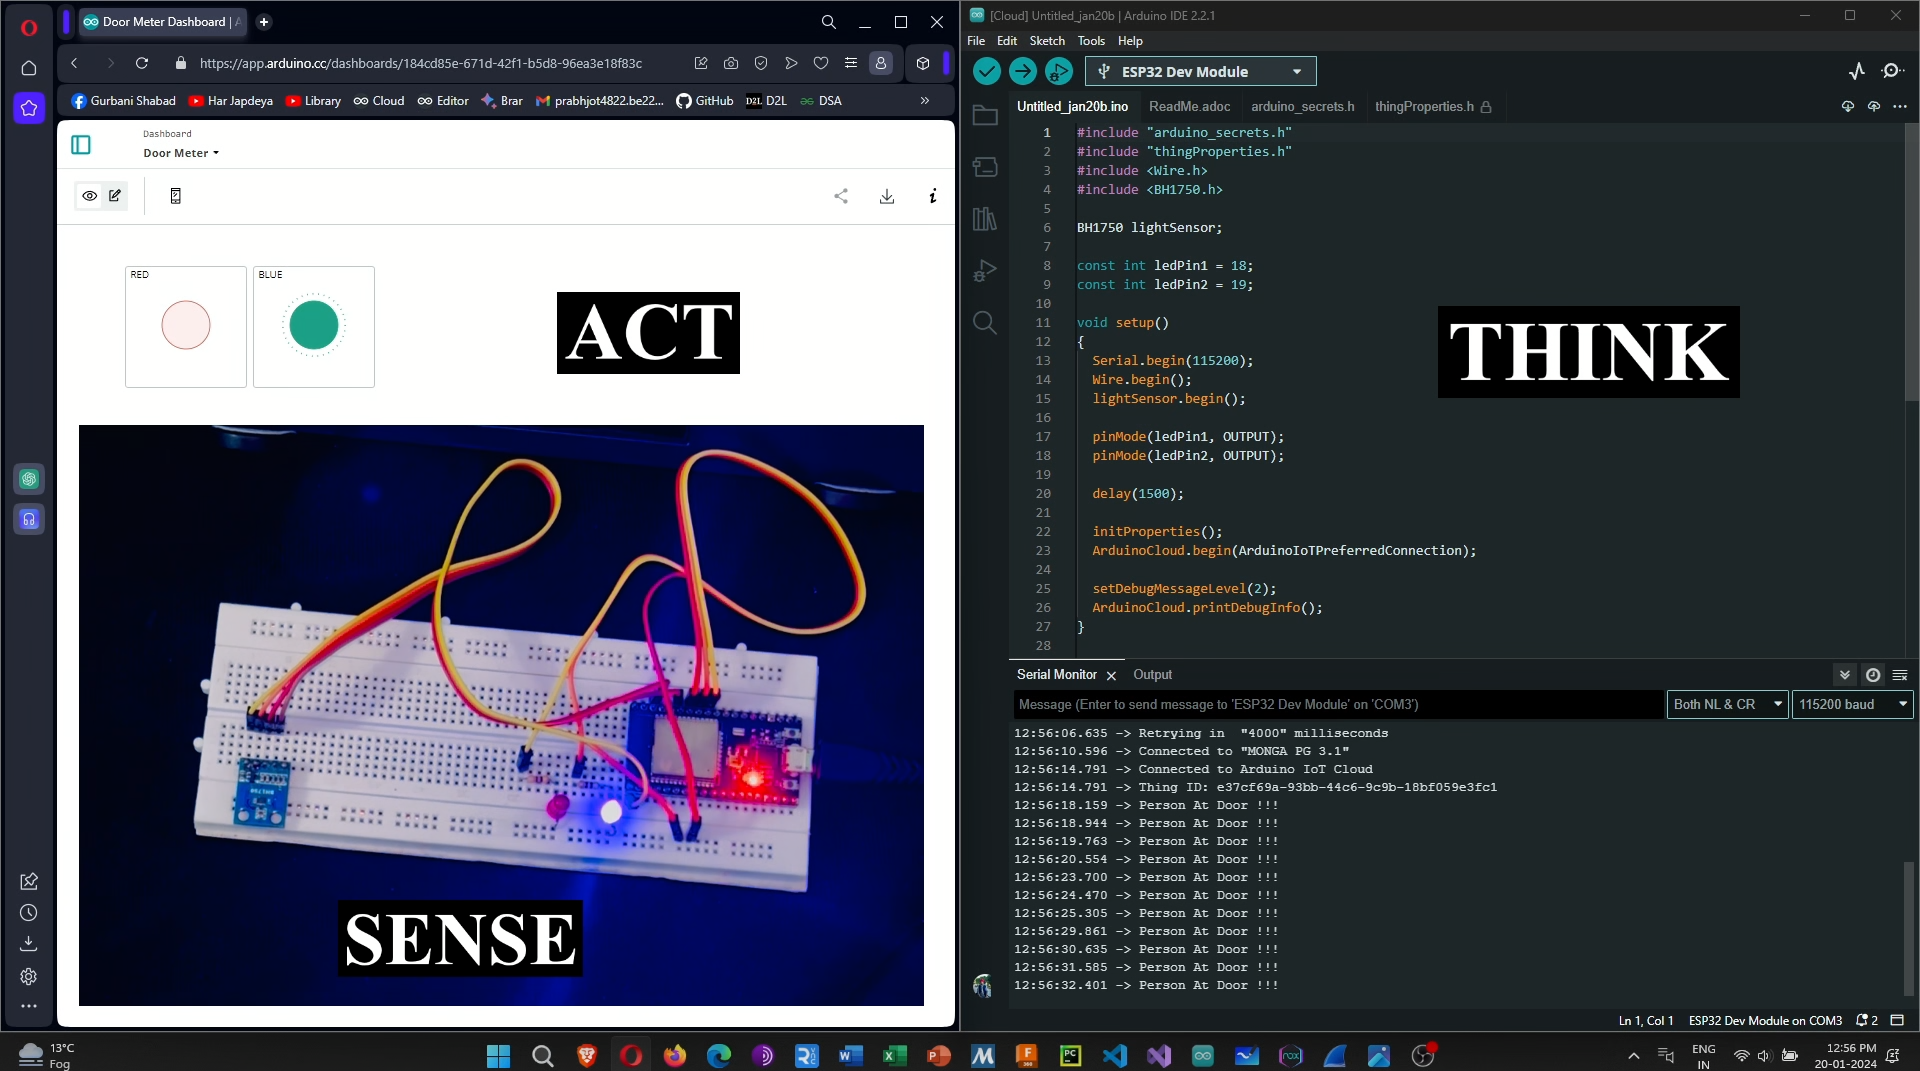 Door Meter Dashboard | A
https://app.arduino.cc/dashboards/184cd85e-671d-42f1-b5d8-96ea3e18f83c
Gurbani Shabad
Har Japdeya
Library
Cloud
Editor
Brar
prabhjot4822.be22...
GitHub
D2L D2L
DSA
»
Dashboard
Door Meter
RED
BLUE
ACT
SENSE
[Cloud] Untitled_jan20b | Arduino IDE 2.2.1
File Edit Sketch Tools Help
ESP32 Dev Module
Untitled_jan20b.ino ReadMe.adoc arduino_secrets.h thingProperties.h
1 #include "arduino_secrets.h"
2 #include "thingProperties.h"
3 #include <Wire.h>
4 #include <BH1750.h>
5
6 BH1750 lightSensor;
7
8 const int ledPin1 = 18;
9 const int ledPin2 = 19;
10
11 void setup()
12 {
13 Serial.begin(115200);
14 Wire.begin();
15 lightSensor.begin();
16
17 pinMode(ledPin1, OUTPUT);
18 pinMode(ledPin2, OUTPUT);
19
20 delay(1500);
21
22 initProperties();
23 ArduinoCloud.begin(ArduinoIoTPreferredConnection);
24
25 setDebugMessageLevel(2);
26 ArduinoCloud.printDebugInfo();
27 }
28
THINK
Serial Monitor Output
Message (Enter to send message to 'ESP32 Dev Module' on 'COM3')
Both NL & CR
115200 baud
12:56:06.635 -> Retrying in "4000" milliseconds
12:56:10.596 -> Connected to "MONGA PG 3.1"
12:56:14.791 -> Connected to Arduino IoT Cloud
12:56:14.791 -> Thing ID: e37cf69a-93bb-44c6-9c9b-18bf059e3fc1
12:56:18.159 -> Person At Door !!!
12:56:18.944 -> Person At Door !!!
12:56:19.763 -> Person At Door !!!
12:56:20.554 -> Person At Door !!!
12:56:23.700 -> Person At Door !!!
12:56:24.470 -> Person At Door !!!
12:56:25.305 -> Person At Door !!!
12:56:29.861 -> Person At Door !!!
12:56:30.635 -> Person At Door !!!
12:56:31.585 -> Person At Door !!!
12:56:32.401 -> Person At Door !!!
Ln 1, Col 1 ESP32 Dev Module on COM3 2
13°C
Fog
ENG
IN
12:56 PM
20-01-2024